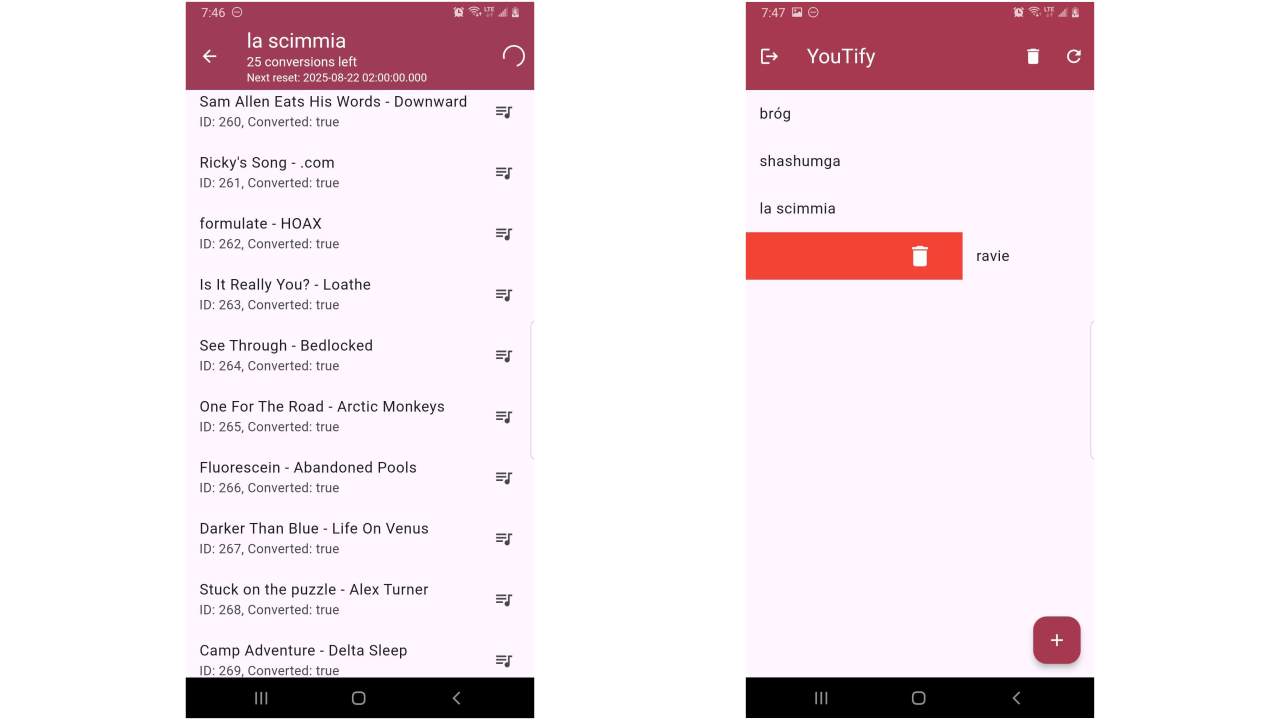 7:46
LTE
la scimmia
25 conversions left
Next reset: 2025-08-22 02:00:00.000
Sam Allen Eats His Words - Downward
ID: 260, Converted: true
Ricky's Song - .com
ID: 261, Converted: true
formulate - HOAX
ID: 262, Converted: true
Is It Really You? - Loathe
ID: 263, Converted: true
See Through - Bedlocked
ID: 264, Converted: true
One For The Road - Arctic Monkeys
ID: 265, Converted: true
Fluorescein - Abandoned Pools
ID: 266, Converted: true
Darker Than Blue - Life On Venus
ID: 267, Converted: true
Stuck on the puzzle - Alex Turner
ID: 268, Converted: true
Camp Adventure - Delta Sleep
ID: 269, Converted: true
7:47
LTE
YouTify
bróg
shashumga
la scimmia
ravie